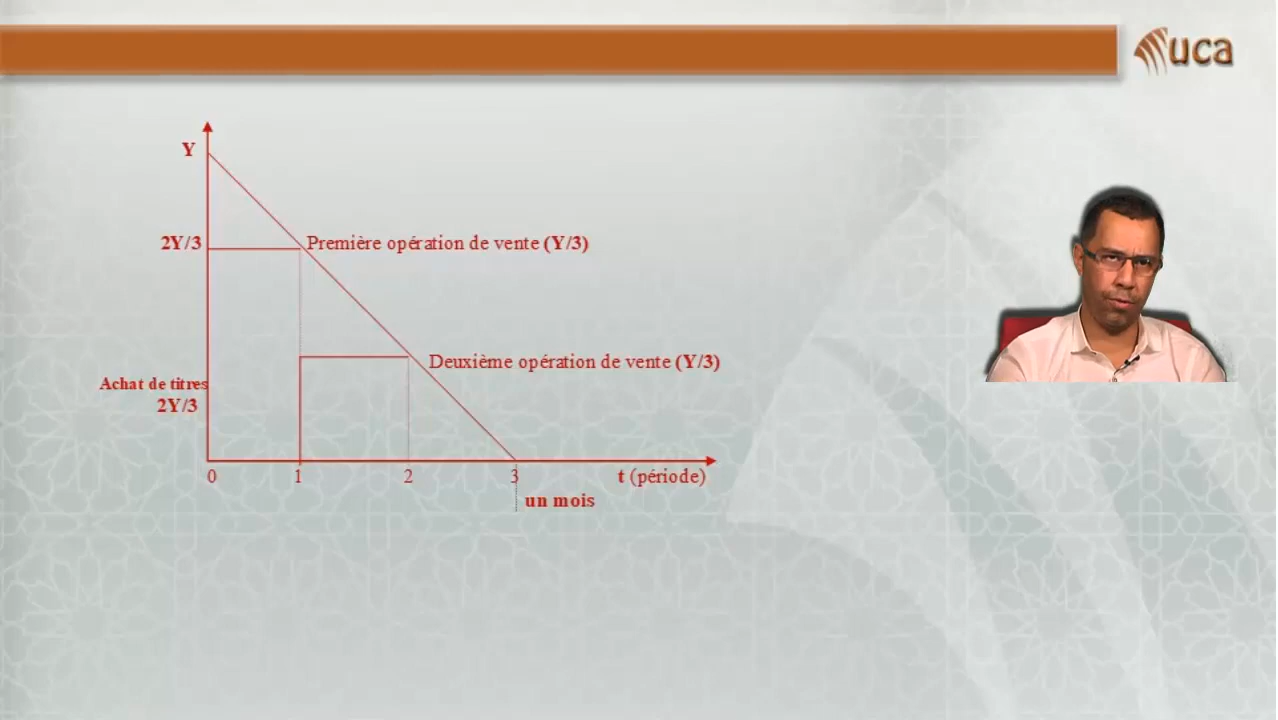 uca
Y
2Y/3
Première opération de vente (Y/3)
Deuxième opération de vente (Y/3)
Achat de titres
2Y/3
0 1 2 3 t (période)
un mois